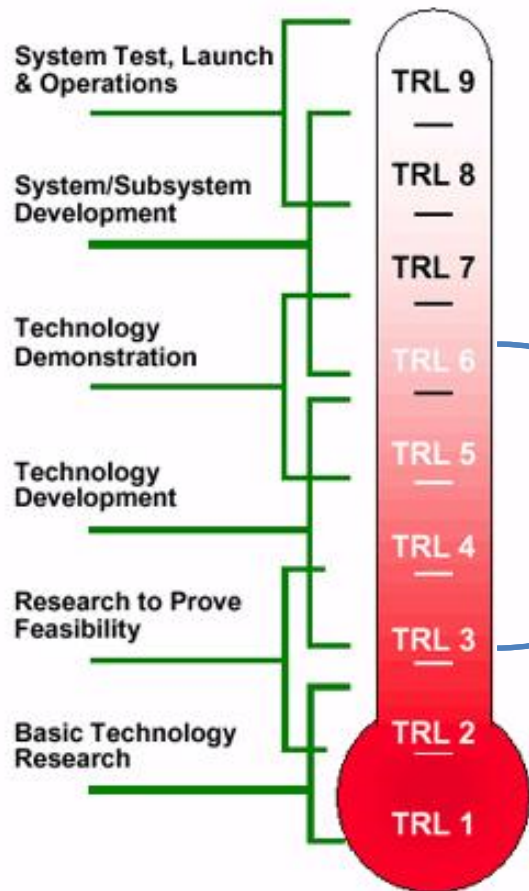 System Test, Launch
& Operations
System/Subsystem
Development
Technology
Demonstration
Technology
Development
Research to Prove
Feasibility
Basic Technology
Research
TRL 9
TRL 8
TRL 7
TRL 6
TRL 5
TRL 4
TRL 3
TRL 2
TRL 1